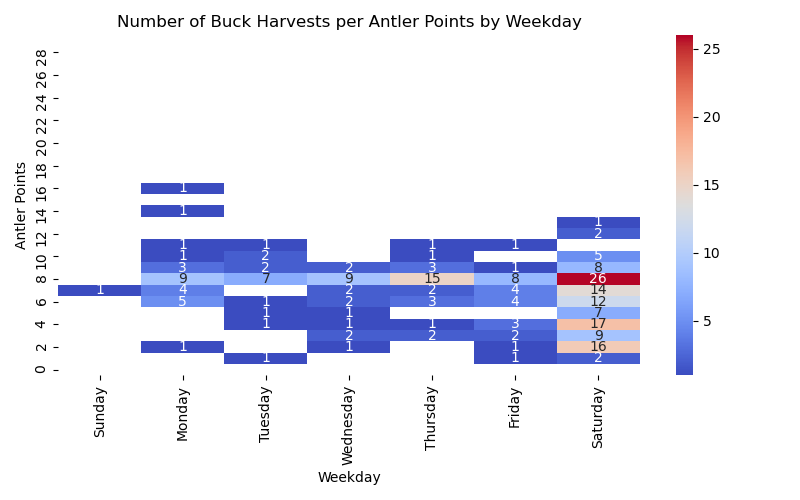 Number of Buck Harvests per Antler Points by Weekday
Antler Points
28
26
24
22
20
18
16
14
12
10
8
6
4
2
0
1
1
1
2
1 1 1 1
1 2 1 5
3 2 2 3 1 8
9 7 9 15 8 26
1 4 2 2 4 14
5 1 2 3 4 12
1 1 7
1 1 1 3 17
2 2 2 9
1 1 1 16
1 1 2
Sunday
Monday
Tuesday
Wednesday
Thursday
Friday
Saturday
Weekday
25
20
15
10
5